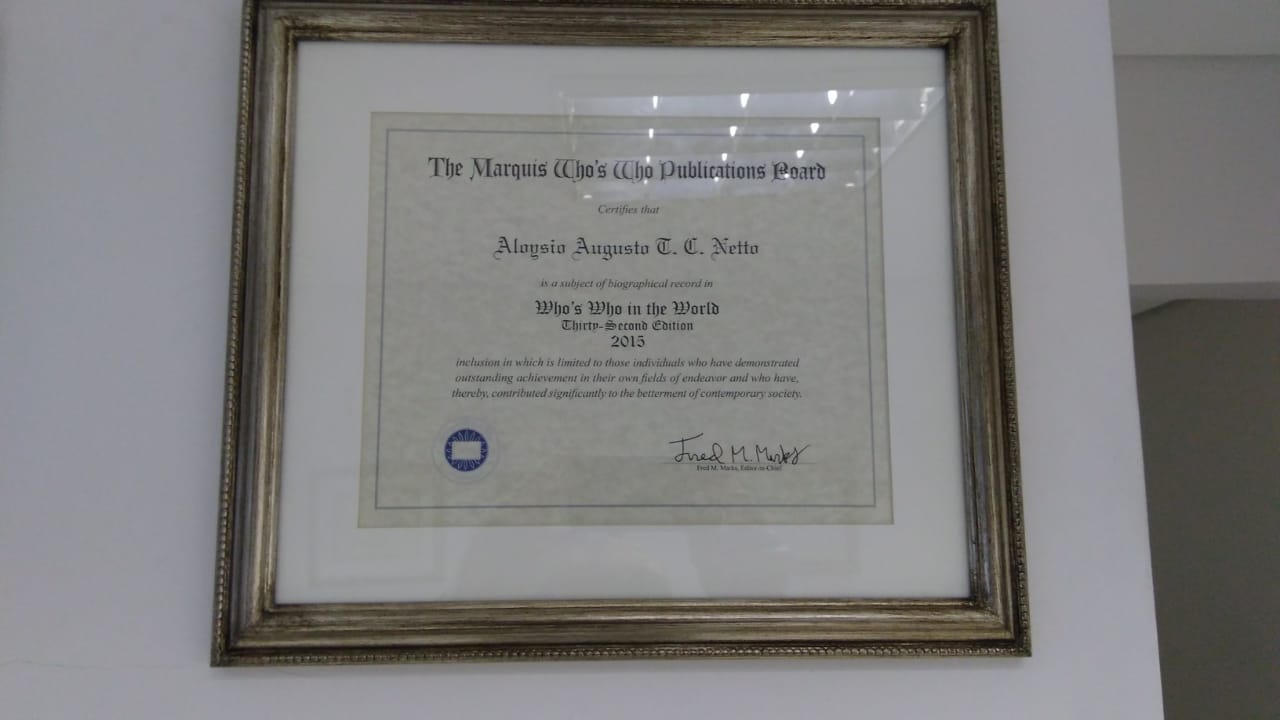 The Marquis Who's Who Publications Board
Certifies that
Aloysio Augusto T. C. Netto
is a subject of biographical record in
Who's Who in the World
Thirty-Second Edition
2015
inclusion in which is limited to those individuals who have demonstrated
outstanding achievement in their own fields of endeavor and who have,
thereby, contributed significantly to the betterment of contemporary society.
Fred M. Marks
Fred M. Marks, Editor-in-Chief